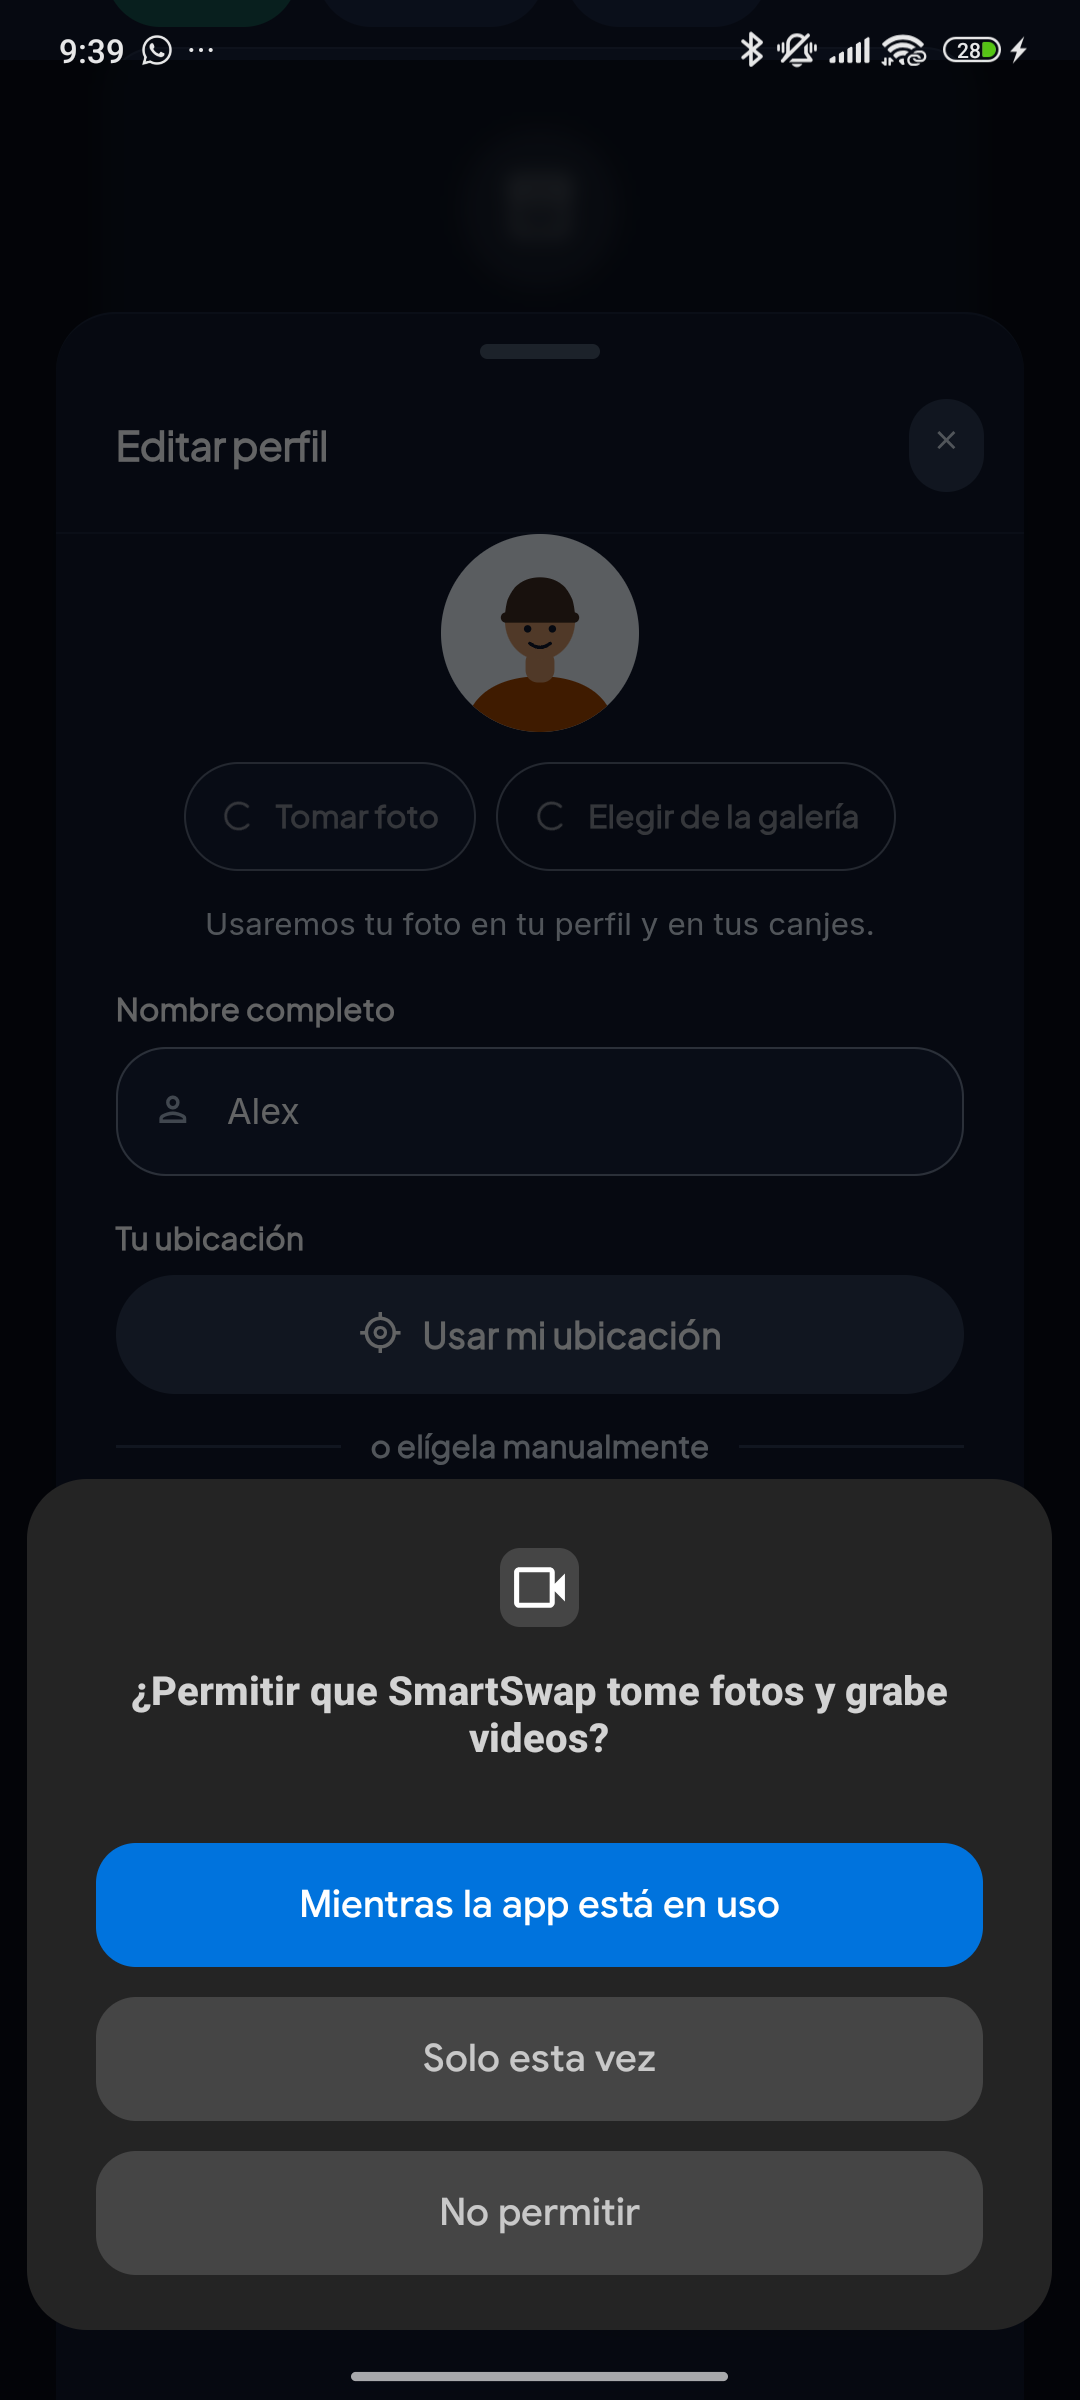 9:39
28
Editar perfil
Tomar foto
Elegir de la galería
Usaremos tu foto en tu perfil y en tus canjes.
Nombre completo
Alex
Tu ubicación
Usar mi ubicación
o elígela manualmente
¿Permitir que SmartSwap tome fotos y grabe
videos?
Mientras la app está en uso
Solo esta vez
No permitir